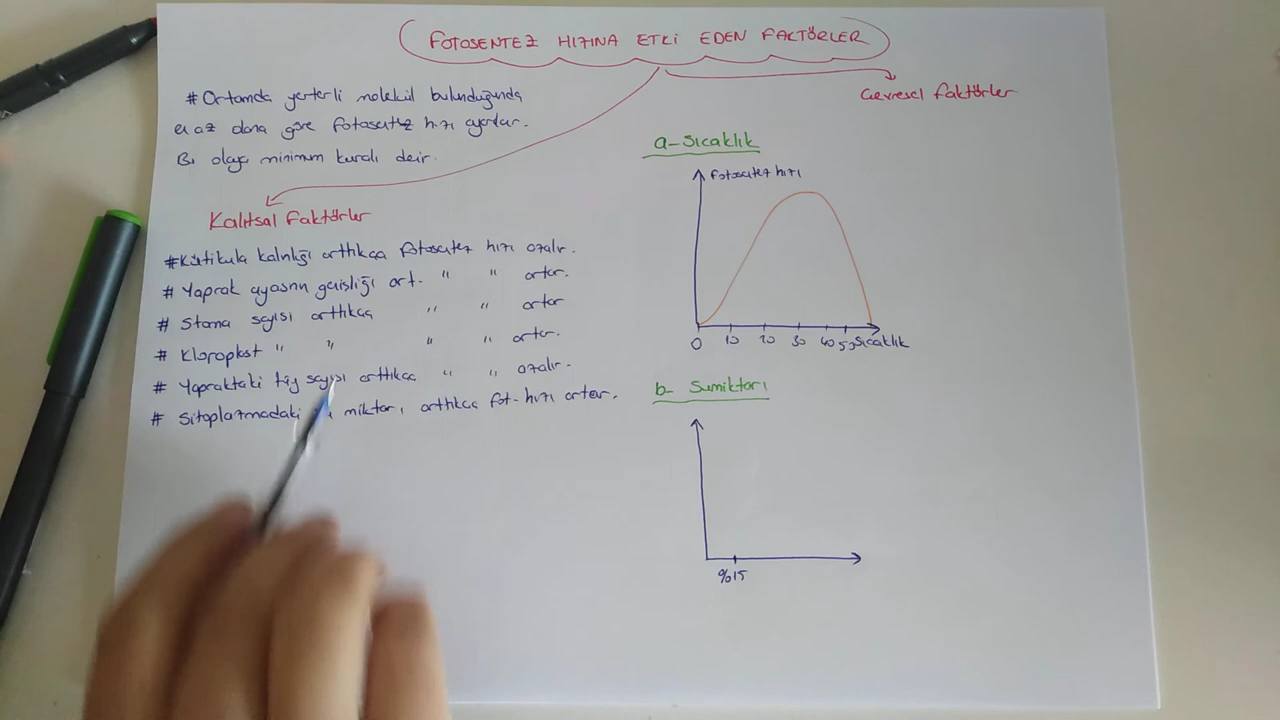 FOTOSENTEZ HIZINA ETKİ EDEN FAKTÖRLER
# Ortamda yeterli molekül bulunduğunda
en az olana göre fotosentez hızı ayarlar.
Bu olaya minimum kuralı denir.
Kalıtsal Faktörler
#Kütikula kalınlığı arttıkça fotosentez hızı azalır.
# Yaprak ayasının genişliği art. " " artar.
# Stoma sayısı arttıkça " " artar
# Kloroplast " " " " artar.
# Yapraktaki tüy sayısı arttıkça " " azalır.
# Sitoplazmadaki miktarı arttıkça fot- hızı artar.
Çevresel Faktörler
a- Sıcaklık
Fotosentez hızı
0 10 20 30 40 50 Sıcaklık
b- Su miktarı
%15